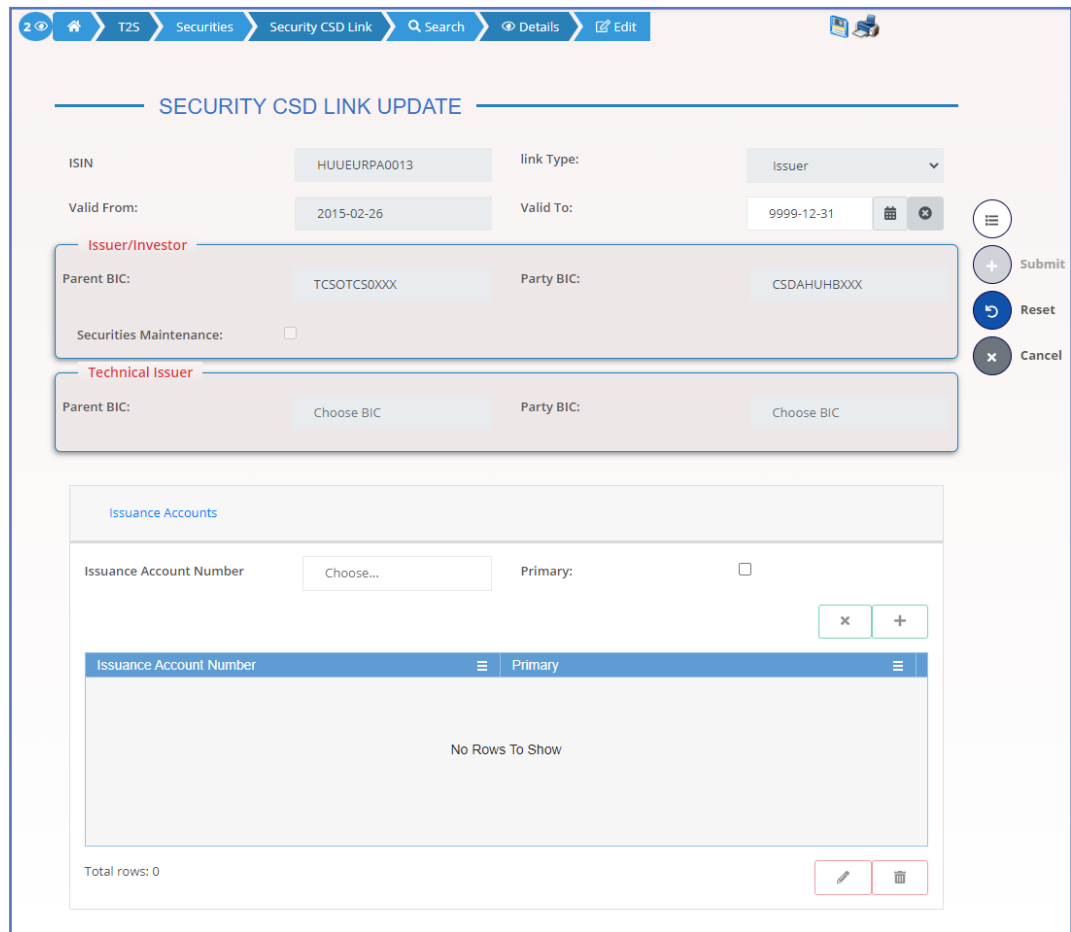 2 T2S Securities Security CSD Link Search Details Edit
SECURITY CSD LINK UPDATE
ISIN HUUEURPA0013 link Type: Issuer
Valid From: 2015-02-26 Valid To: 9999-12-31
Issuer/Investor
Parent BIC: TCSOTCS0XXX Party BIC: CSDAHUHBXXX
Securities Maintenance:
Submit
Reset
Cancel
Technical Issuer
Parent BIC: Choose BIC Party BIC: Choose BIC
Issuance Accounts
Issuance Account Number Choose... Primary:
Issuance Account Number Primary
No Rows To Show
Total rows: 0